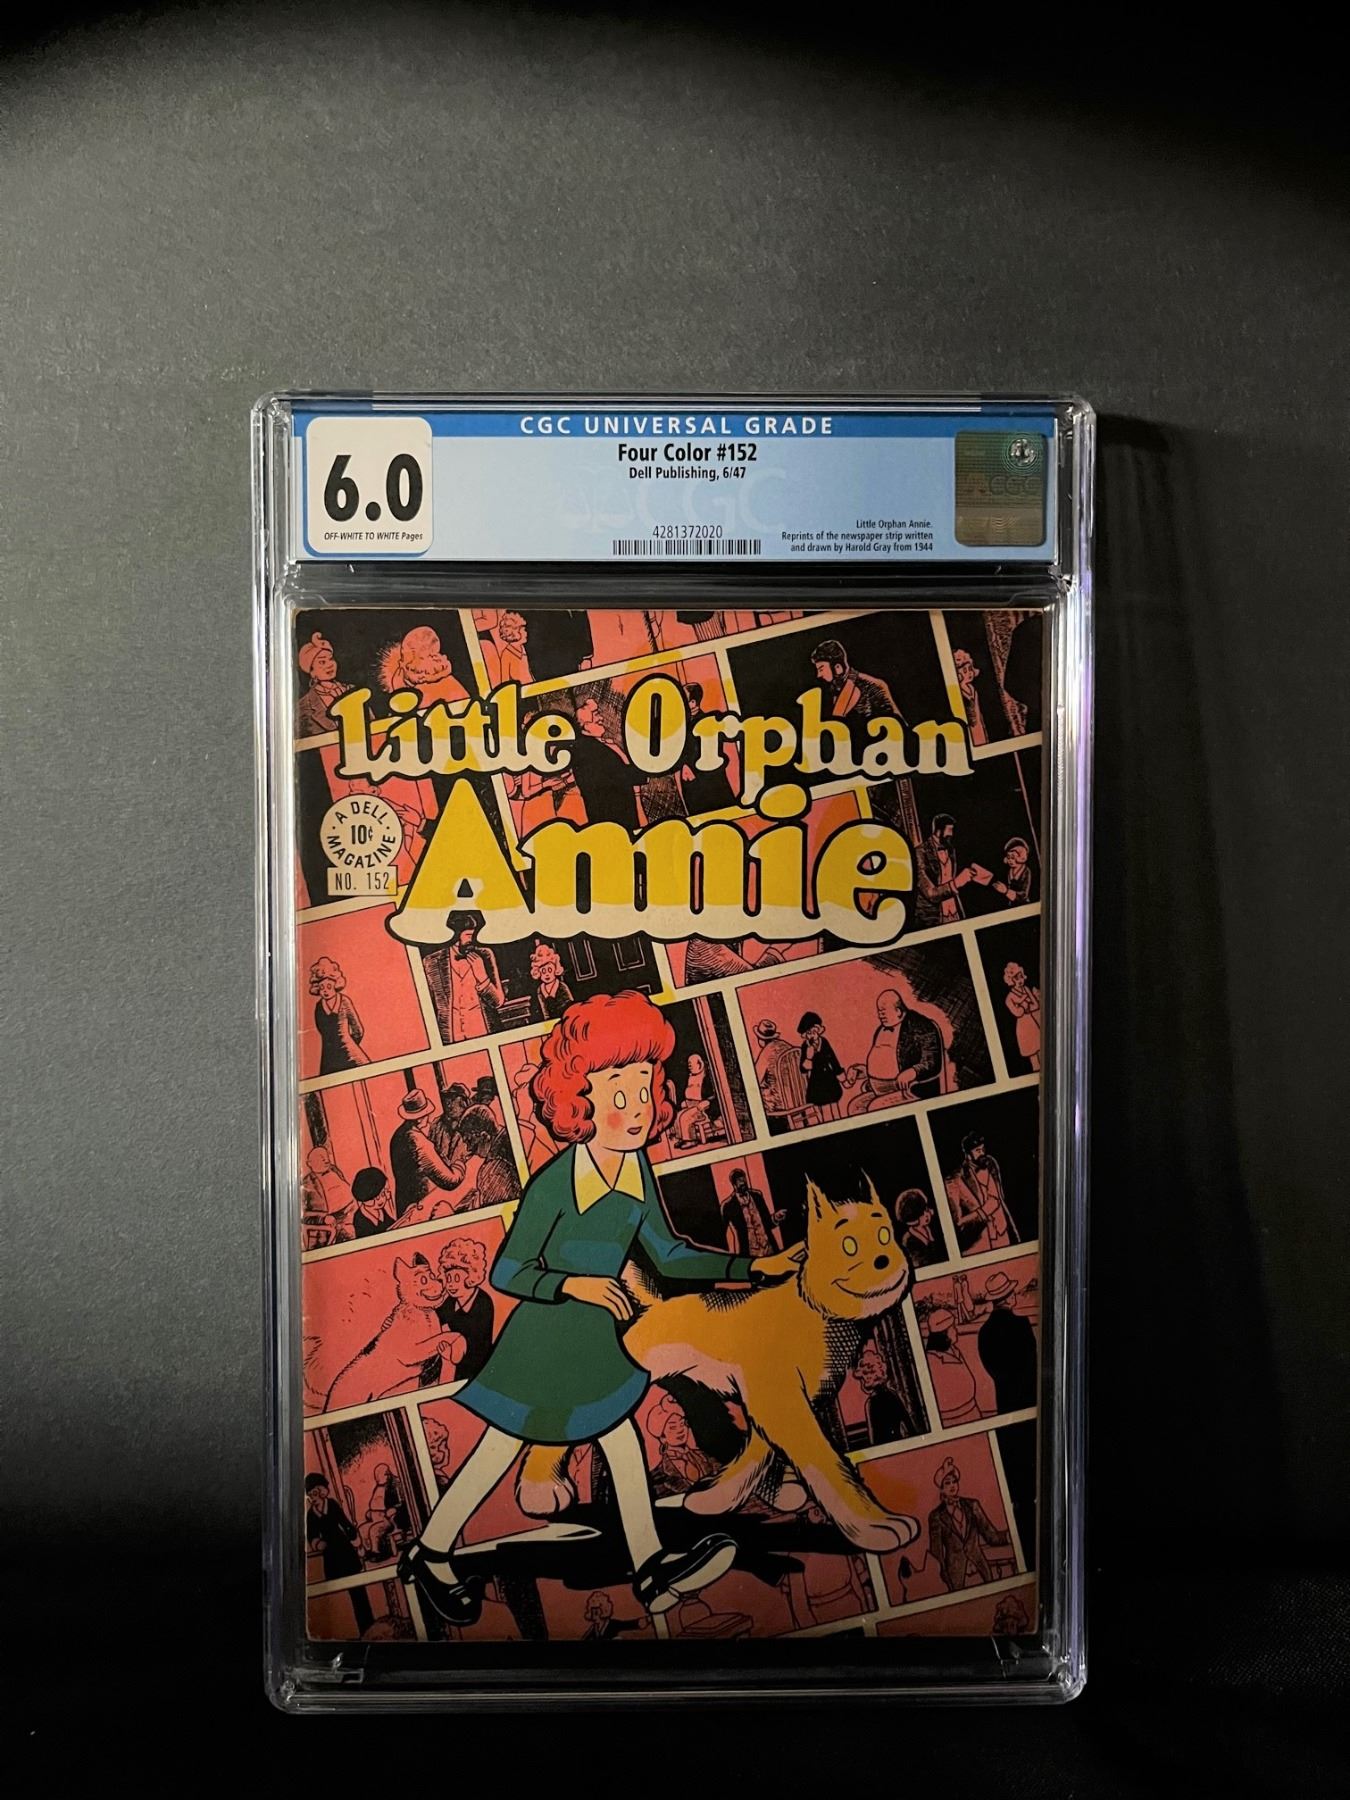 CGC UNIVERSAL GRADE
6.0
OFF-WHITE TO WHITE Pages
Four Color #152
Dell Publishing, 6/47
CGC
4281372020
Little Orphan Annie.
Reprints of the newspaper strip written
and drawn by Harold Gray from 1944
CGC
Little Orphan
Annie
A DELL
10¢
MAGAZINE
NO. 152